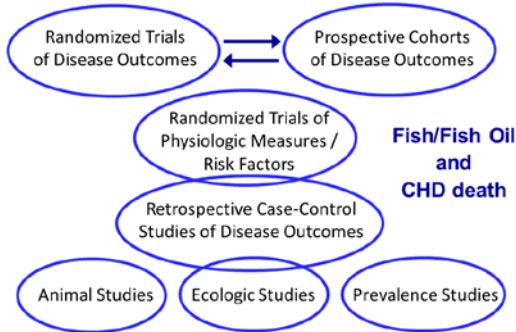 Randomized Trials
of Disease Outcomes
Prospective Cohorts
of Disease Outcomes
Randomized Trials of
Physiologic Measures /
Risk Factors
Fish/Fish Oil
and
CHD death
Retrospective Case-Control
Studies of Disease Outcomes
Animal Studies
Ecologic Studies
Prevalence Studies